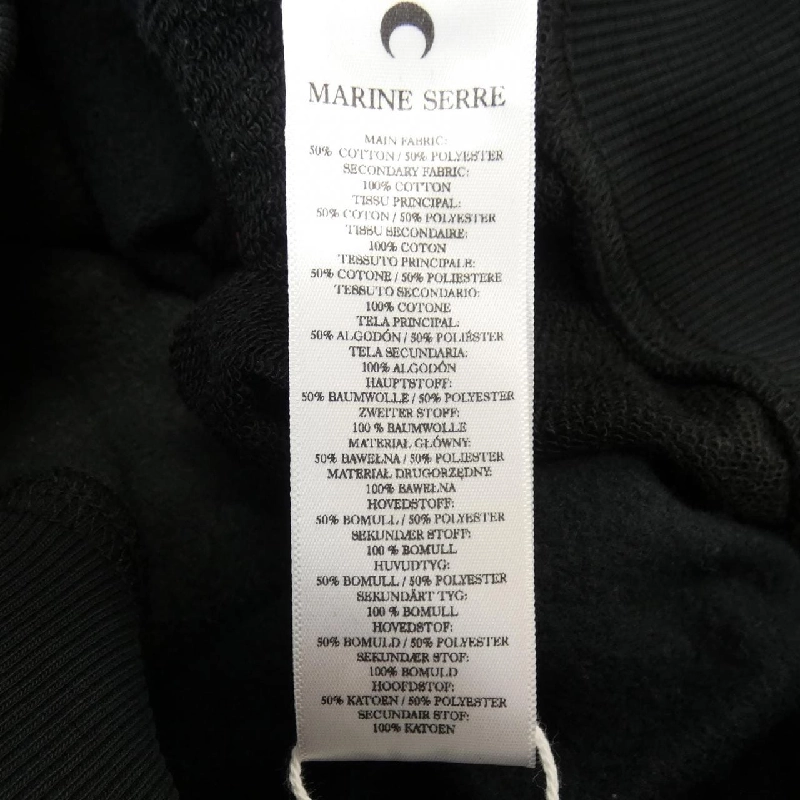 MARINE SERRE
MAIN FABRIC:
50% COTTON / 50% POLYESTER
SECONDARY FABRIC:
100% COTTON
TISSU PRINCIPAL:
50% COTON / 50% POLYESTER
TISSU SECONDAIRE:
100% COTON
TESSUTO PRINCIPALE:
50% COTONE / 50% POLIESTERE
TESSUTO SECONDARIO:
100% COTONE
TELA PRINCIPAL:
50% ALGODÓN / 50% POLIÉSTER
TELA SECUNDARIA:
100% ALGODÓN
HAUPTSTOFF:
50% BAUMWOLLE / 50% POLYESTER
ZWEITER STOFF:
100 % BAUMWOLLE
MATERIAŁ GŁÓWNY:
50% BAWEŁNA / 50% POLYESTER
MATERIAŁ DRUGORZĘDNY:
100% BAWEŁNA
HOVEDSTOFF:
50% BOMULL / 50% POLYESTER
SEKUNDÆR STOFF:
100 % BOMULL
HUVUDTYG:
50% BOMULL / 50% POLYESTER
SEKUNDÄRT TYG:
100 % BOMULL
HOVEDSTOF:
50% BOMULD / 50% POLYESTER
SEKUNDÆR STOF:
100% BOMULD
HOOFDSTOF:
50% KATOEN / 50% POLYESTER
SECUNDAIR STOF:
100% KATOEN